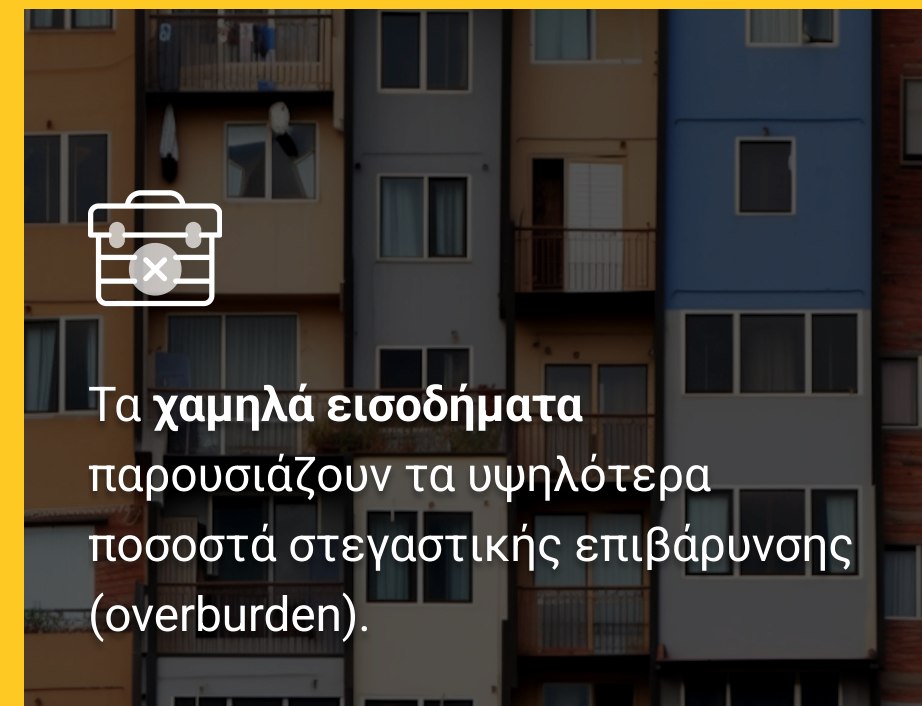 Τα χαμηλά εισοδήματα
παρουσιάζουν τα υψηλότερα
ποσοστά στεγαστικής επιβάρυνσης
(overburden).